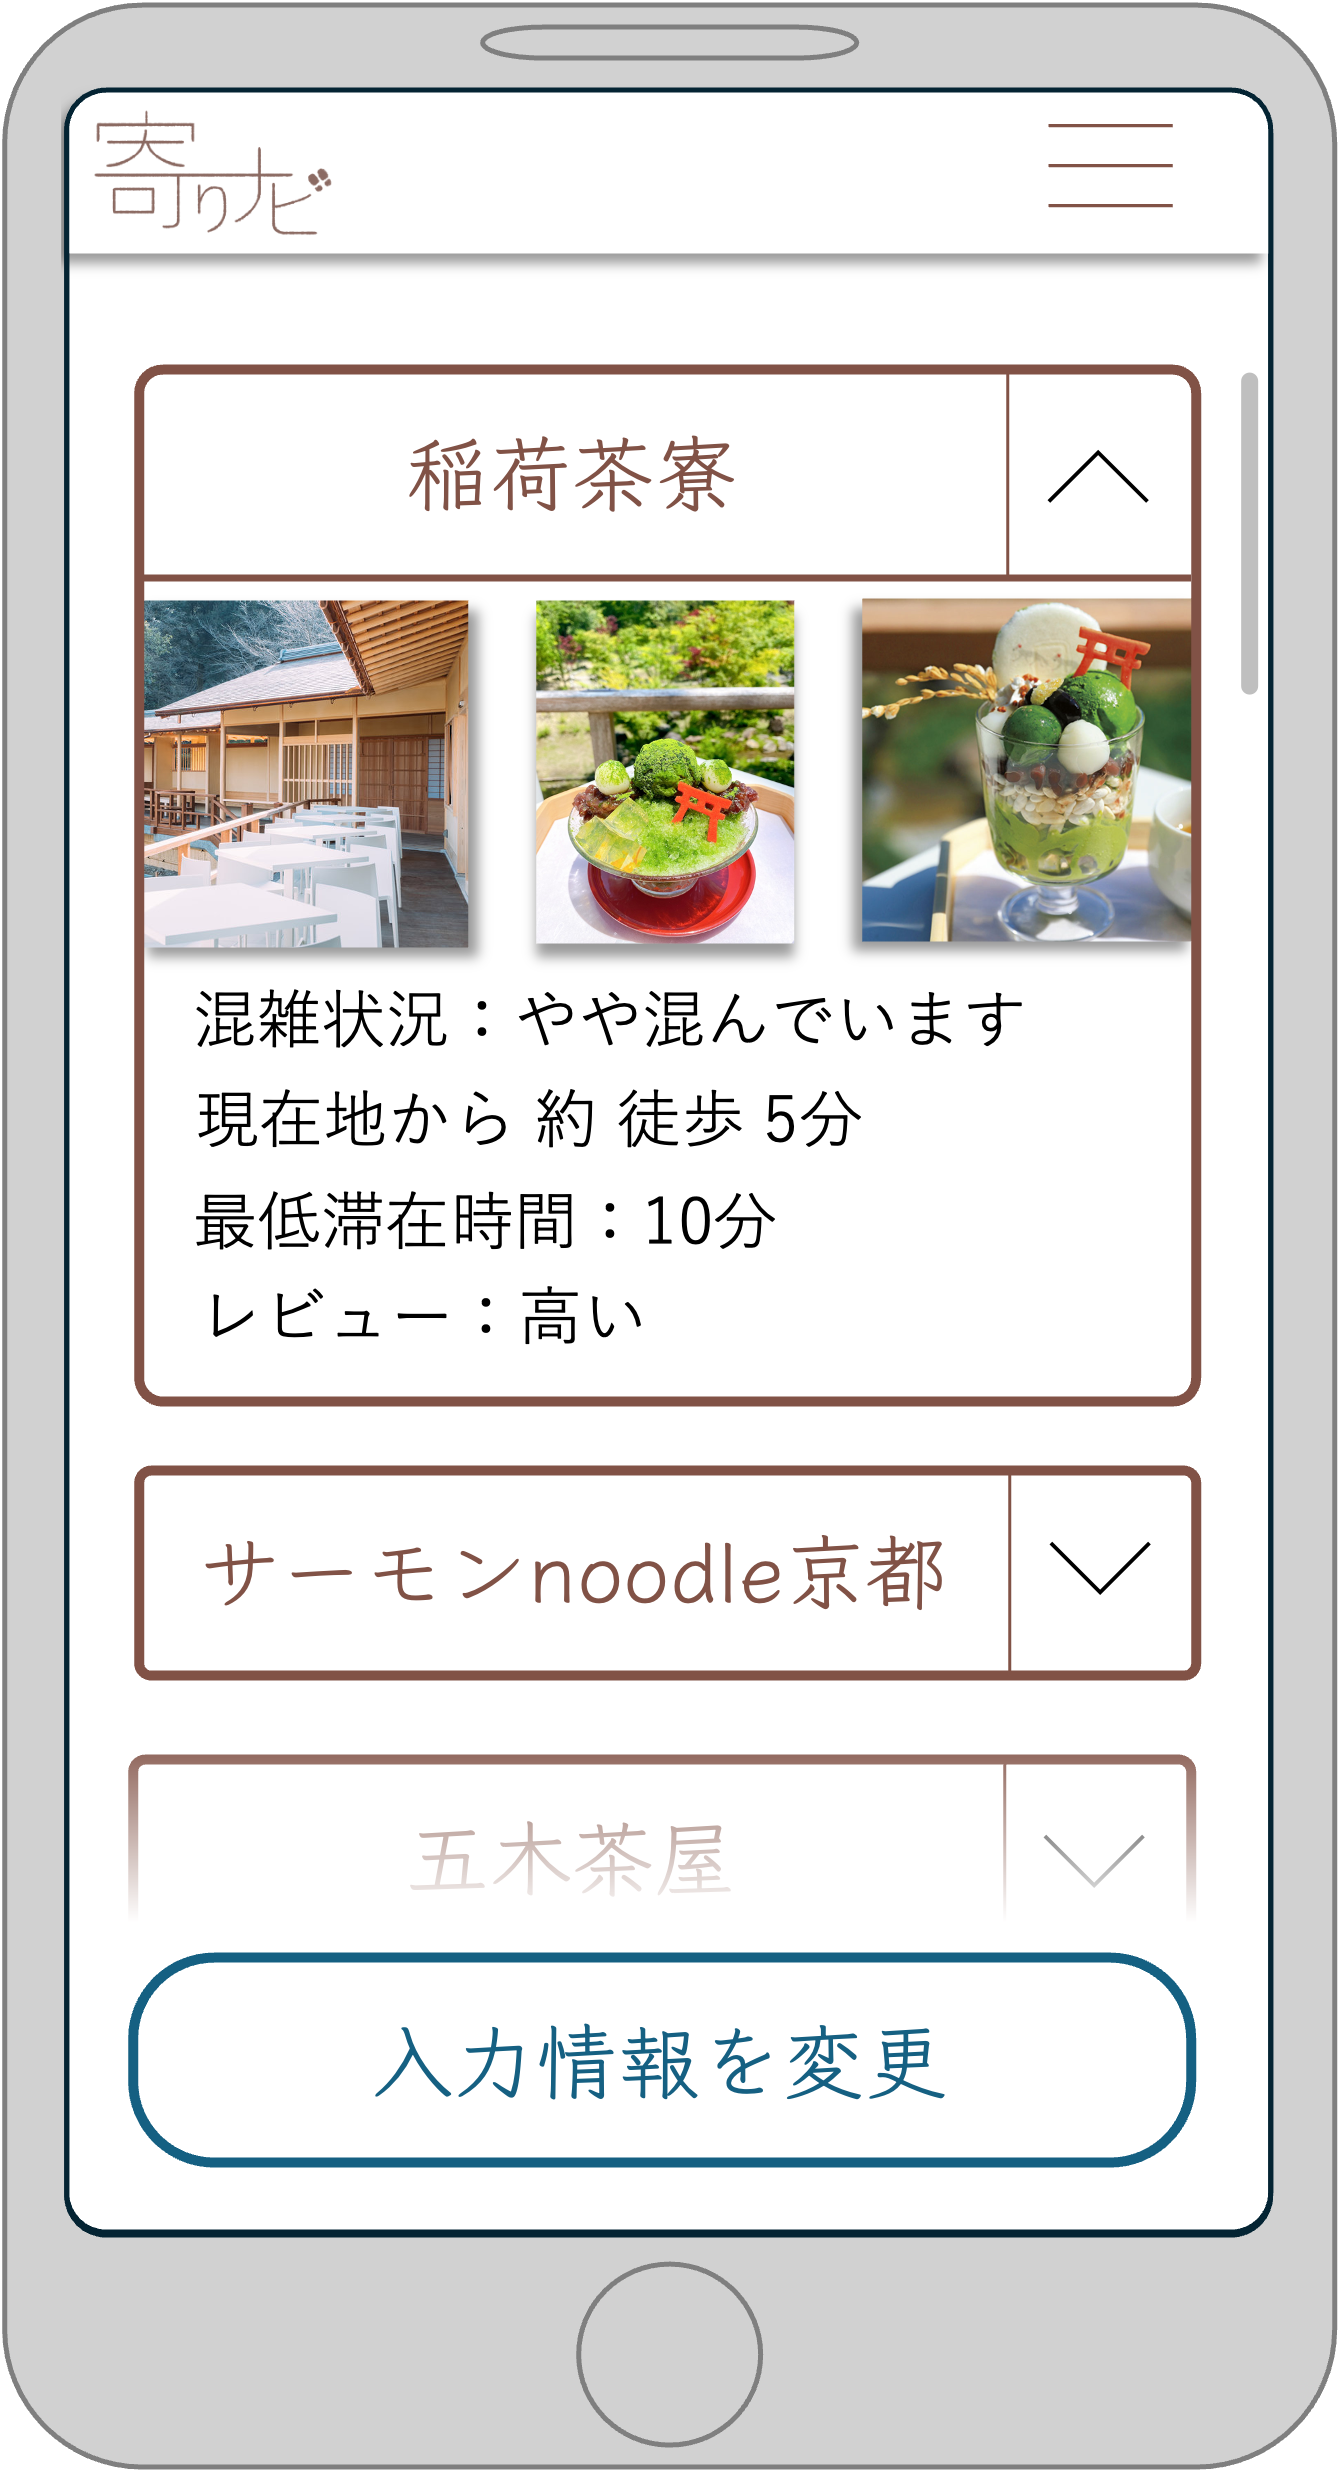 寄りナビ
稲荷茶寮
混雑状況：やや混んでいます
現在地から 約 徒歩 5分
最低滞在時間：10分
レビュー：高い
サーモンnoodle京都
五木茶屋
入力情報を変更